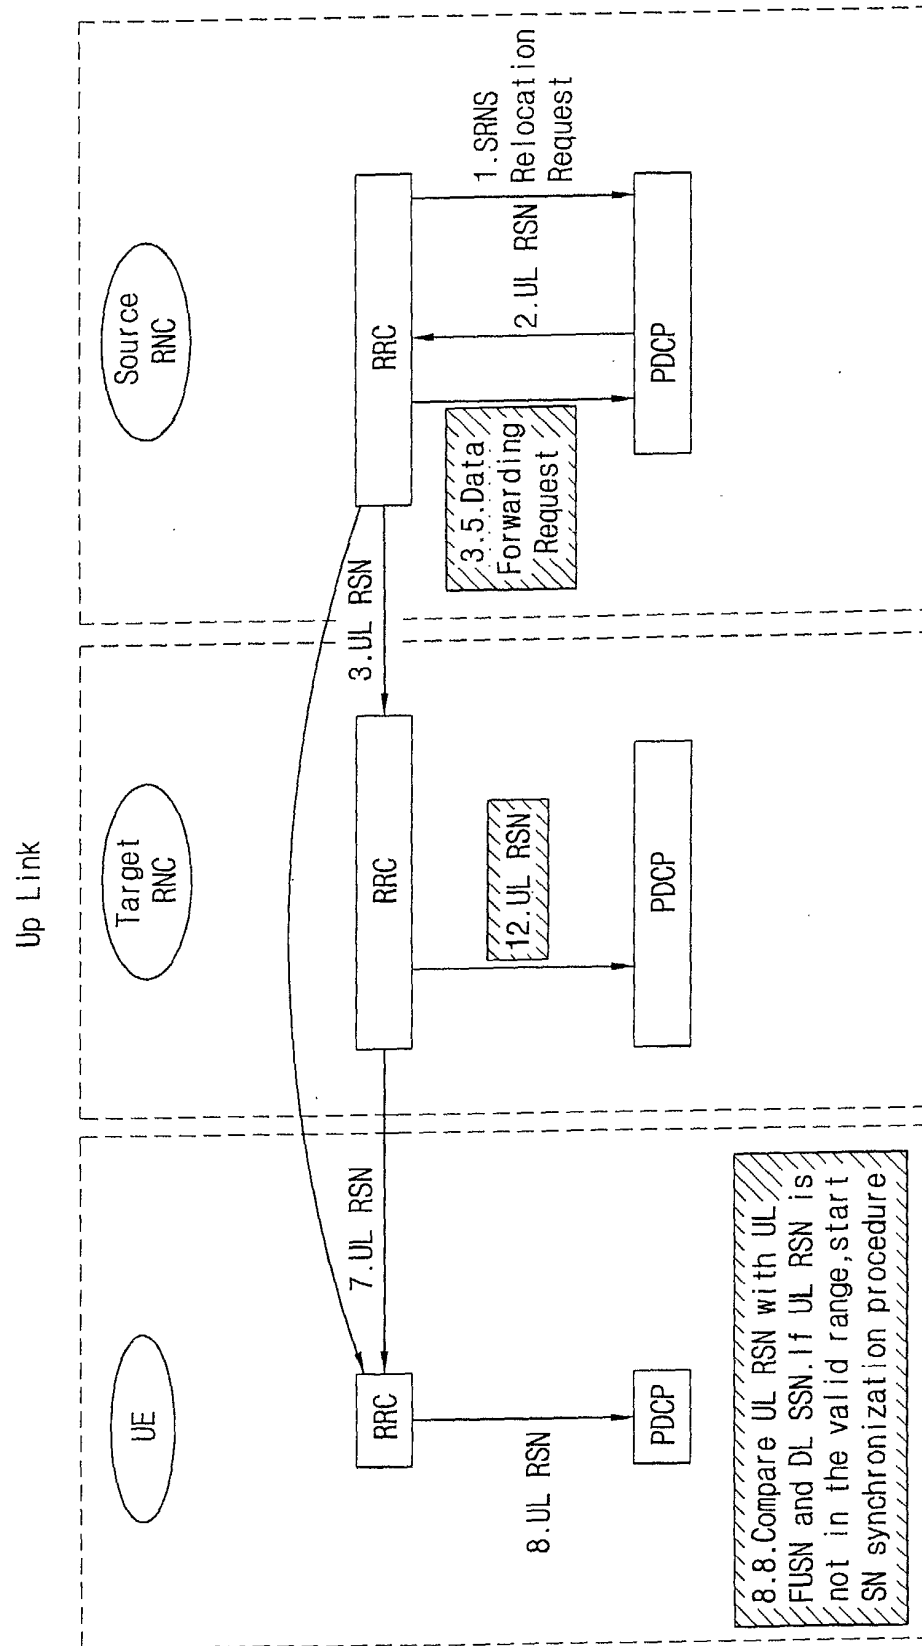 Up Link
UE
Target
RNC
Source
RNC
RRC
RRC
RRC
7.UL RSN
3.UL RSN
8.UL RSN
12.UL RSN
3.5.Data
Forwarding
Request
2.UL RSN
1.SRNS
Relocation
Request
PDCP
PDCP
PDCP
8.8.Compare UL RSN with UL
FUSN and DL SSN.If UL RSN is
not in the valid range,start
SN synchronization procedure